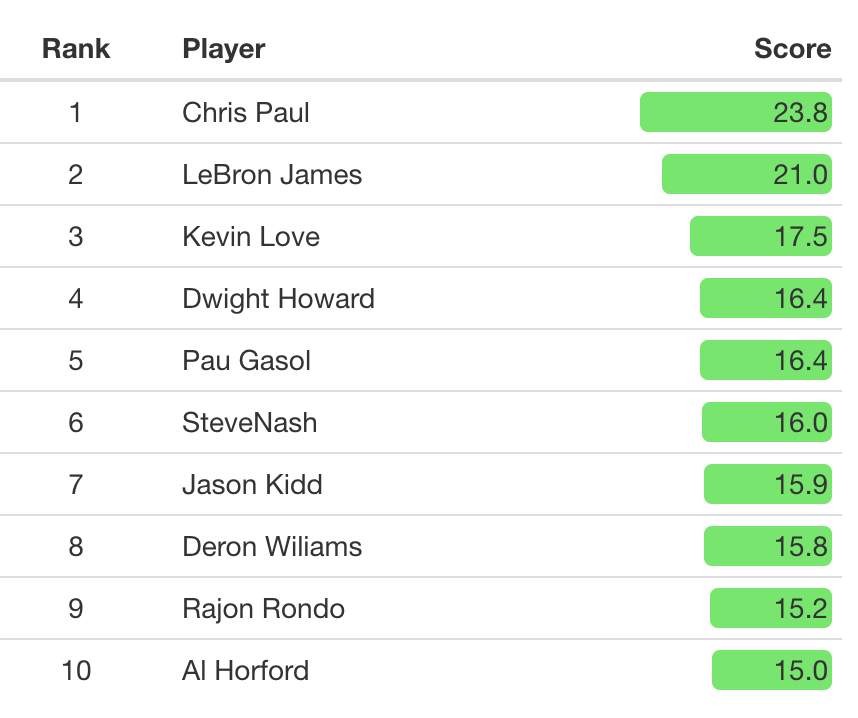 Rank Player Score
1 Chris Paul 23.8
2 LeBron James 21.0
3 Kevin Love 17.5
4 Dwight Howard 16.4
5 Pau Gasol 16.4
6 SteveNash 16.0
7 Jason Kidd 15.9
8 Deron Wiliams 15.8
9 Rajon Rondo 15.2
10 Al Horford 15.0